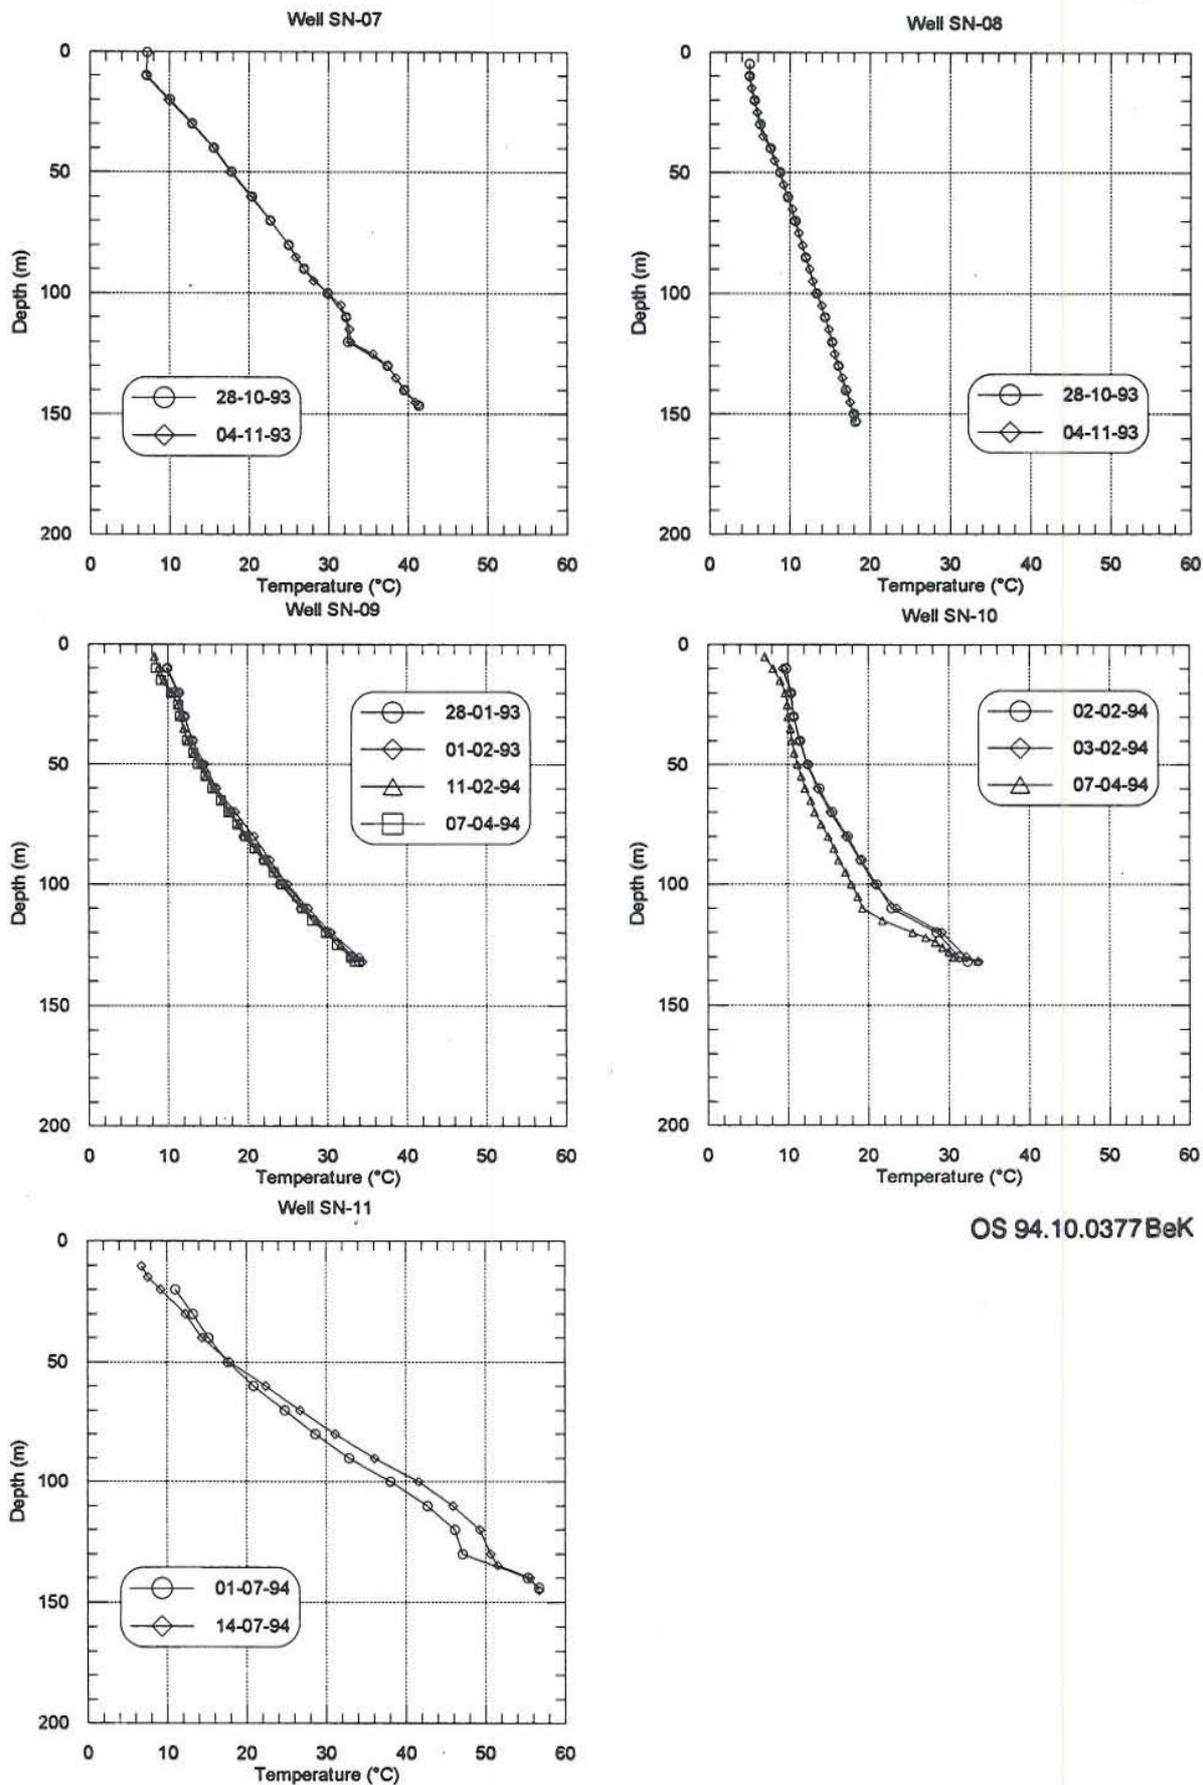 Well SN-07
0
50
100
150
200
Depth (m)
28-10-93
04-11-93
0 10 20 30 40 50 60
Temperature (°C)
Well SN-08
0
50
100
150
200
Depth (m)
28-10-93
04-11-93
0 10 20 30 40 50 60
Temperature (°C)
Well SN-09
0
50
100
150
200
Depth (m)
28-01-93
01-02-93
11-02-94
07-04-94
0 10 20 30 40 50 60
Temperature (°C)
Well SN-10
0
50
100
150
200
Depth (m)
02-02-94
03-02-94
07-04-94
0 10 20 30 40 50 60
Temperature (°C)
Well SN-11
0
50
100
150
200
Depth (m)
01-07-94
14-07-94
0 10 20 30 40 50 60
Temperature (°C)
OS 94.10.0377 BeK